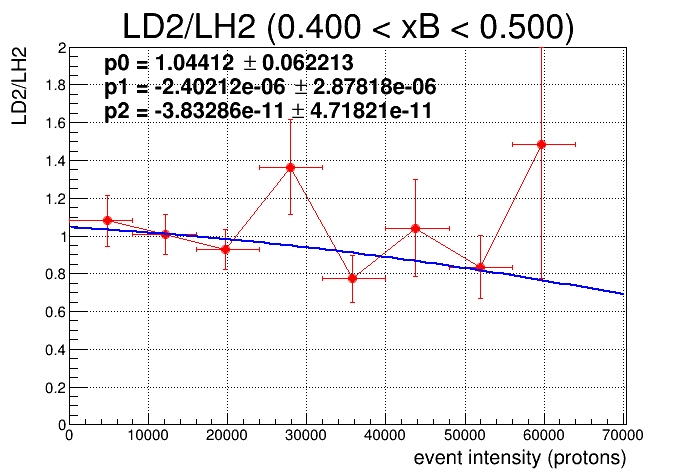 LD2/LH2 (0.400 < xB < 0.500)
p0 = 1.04412 ± 0.062213
p1 = -2.40212e-06 ± 2.87818e-06
p2 = -3.83286e-11 ± 4.71821e-11
LD2/LH2
2
1.8
1.6
1.4
1.2
1
0.8
0.6
0.4
0.2
0
0 10000 20000 30000 40000 50000 60000 70000
event intensity (protons)